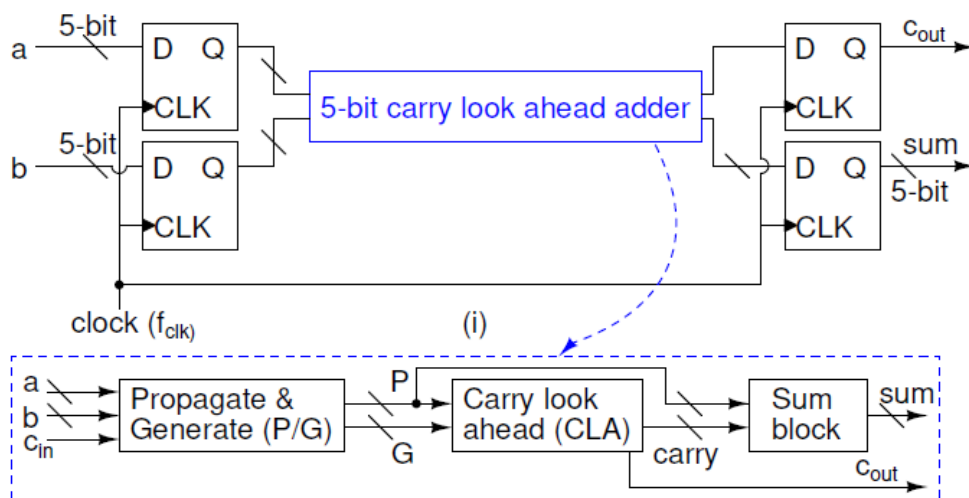 a
5-bit
D Q
CLK
5-bit carry look ahead adder
D Q
CLK
c_out
b
5-bit
D Q
CLK
D Q
CLK
sum
5-bit
clock (f_clk)
(i)
a
b
c_in
Propagate &
Generate (P/G)
P
G
Carry look
ahead (CLA)
carry
Sum
block
sum
c_out